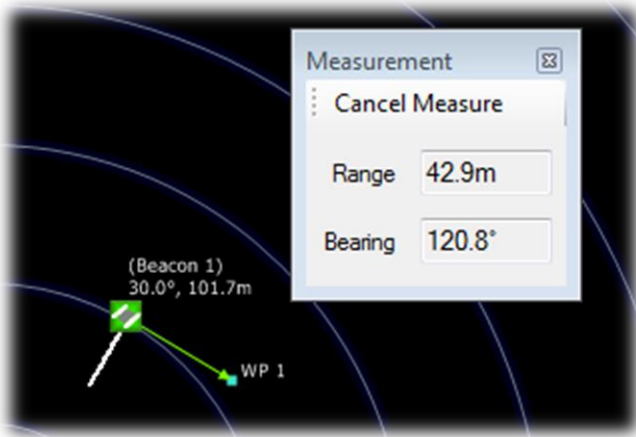 Measurement
Cancel Measure
Range 42.9m
Bearing 120.8°
(Beacon 1)
30.0°, 101.7m
WP 1